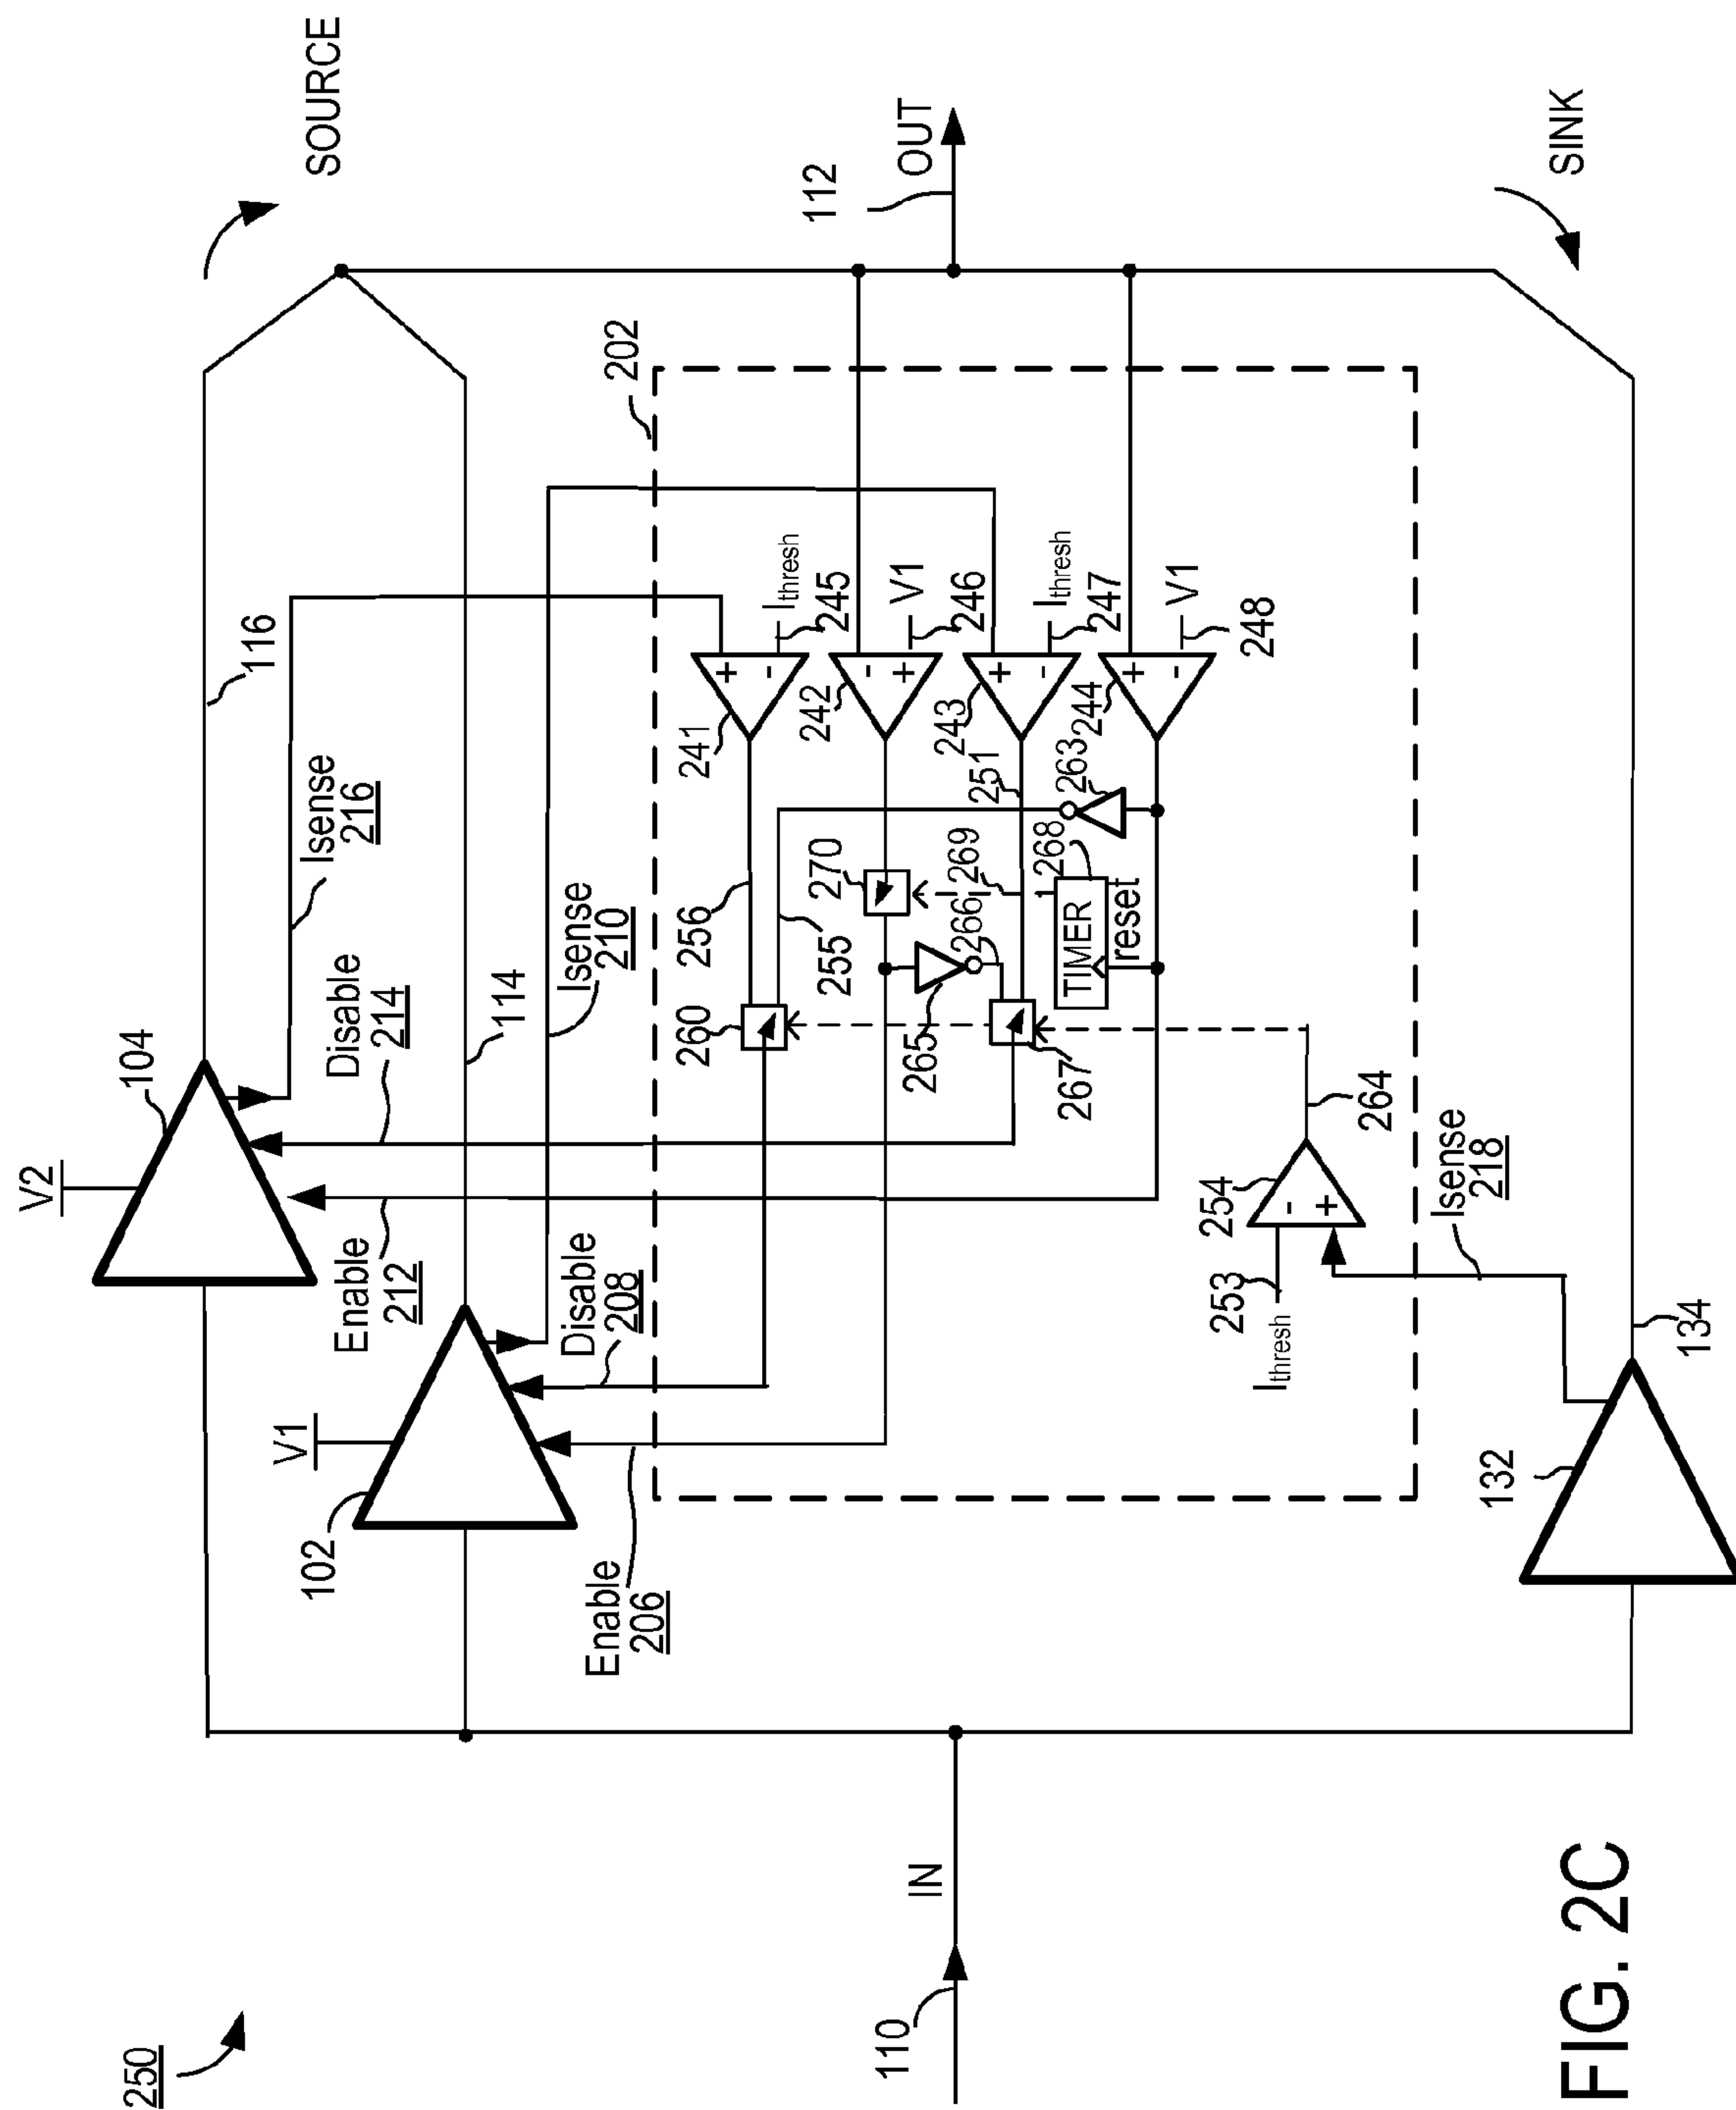 250
110
IN
FIG. 2C
V2
104
116
SOURCE
Isense
216
Disable
214
Enable
212
V1
102
114
Isense
210
Disable
208
Enable
206
202
112
OUT
SINK
241
+
-
Ithresh
245
242
-
+
V1
246
243
+
-
Ithresh
247
244
+
-
V1
248
256
255
260
270
251
263
269
268
266
265
267
TIMER
reset
264
254
-
+
253
Ithresh
Isense
218
132
134